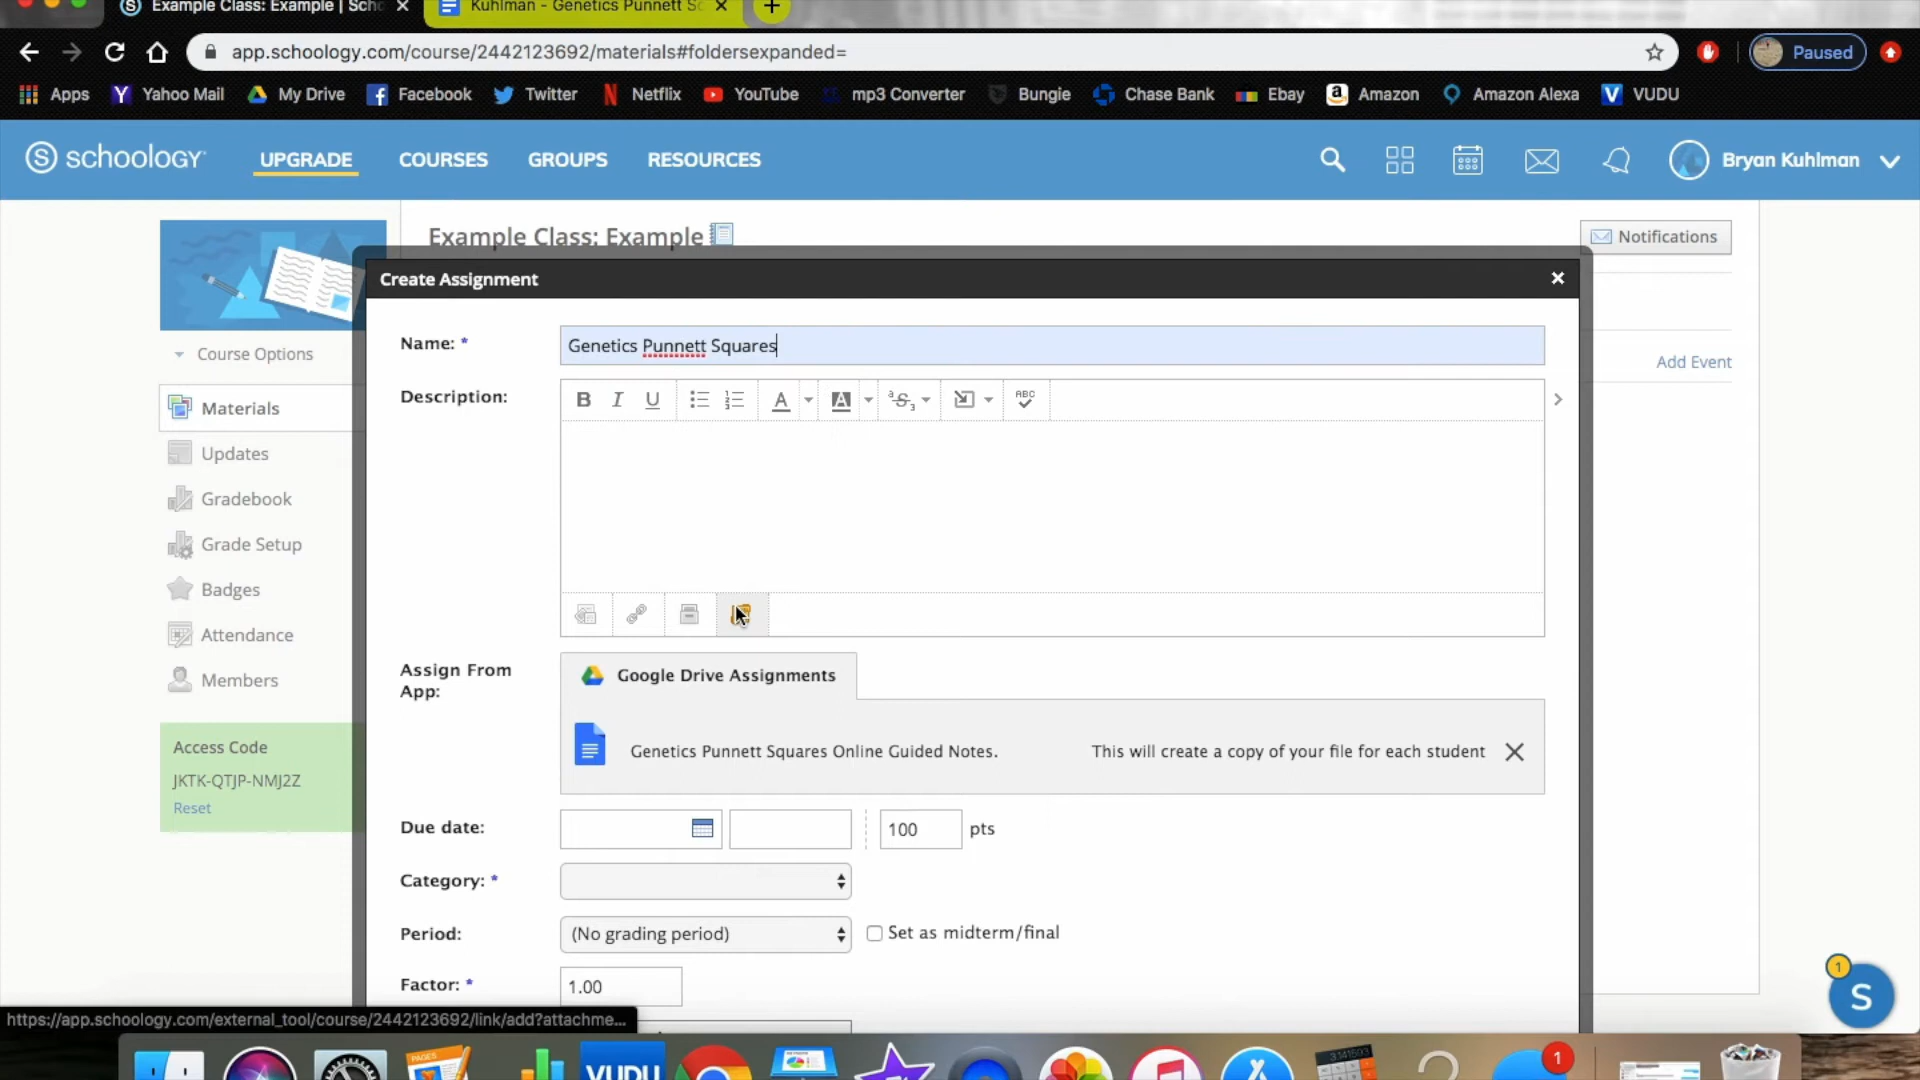 Example Class: Example | Scho
Kuhlman - Genetics Punnett Sc
app.schoology.com/course/2442123692/materials#foldersexpanded=
Paused
Apps Yahoo Mail My Drive Facebook Twitter Netflix YouTube mp3 Converter Bungie Chase Bank Ebay Amazon Amazon Alexa VUDU
S schoology UPGRADE COURSES GROUPS RESOURCES Bryan Kuhlman
Example Class: Example
Notifications
Create Assignment
Name: * Genetics Punnett Squares
Course Options
Add Event
Description: B I U A A ABC
Materials
Updates
Gradebook
Grade Setup
Badges
Attendance
Members
Assign From App:
Google Drive Assignments
Genetics Punnett Squares Online Guided Notes. This will create a copy of your file for each student
Access Code
JKTK-QTJP-NMJ2Z
Reset
Due date: 100 pts
Category: *
Period: (No grading period) Set as midterm/final
Factor: * 1.00
1
S
https://app.schoology.com/external_tool/course/2442123692/link/add?attachme...
PAGES
VUDU
1